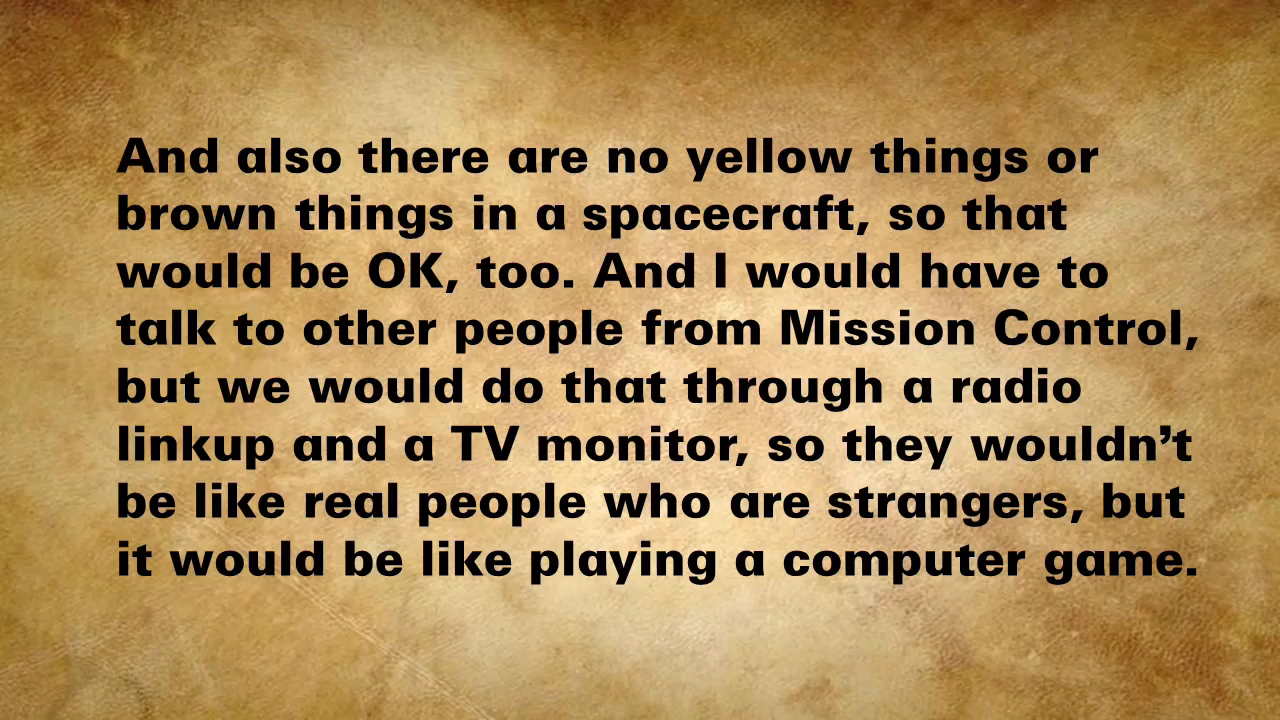 And also there are no yellow things or
brown things in a spacecraft, so that
would be OK, too. And I would have to
talk to other people from Mission Control,
but we would do that through a radio
linkup and a TV monitor, so they wouldn’t
be like real people who are strangers, but
it would be like playing a computer game.